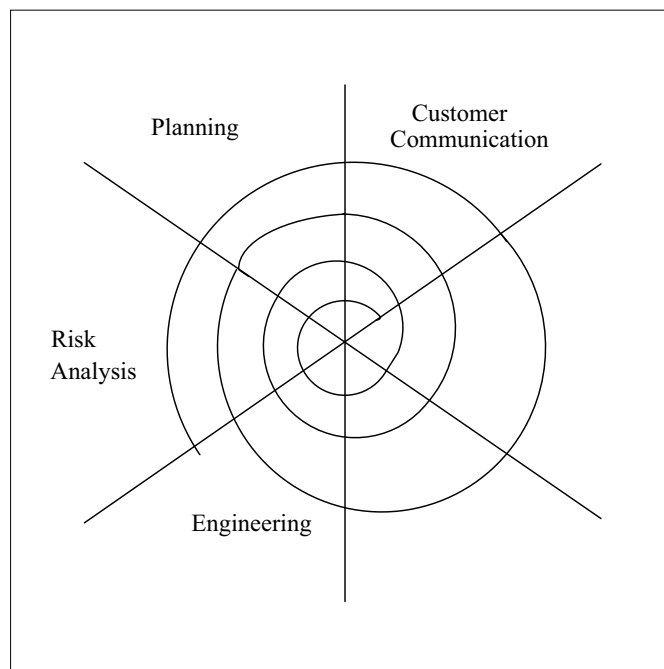 Planning
Customer
Communication
Risk
Analysis
Engineering